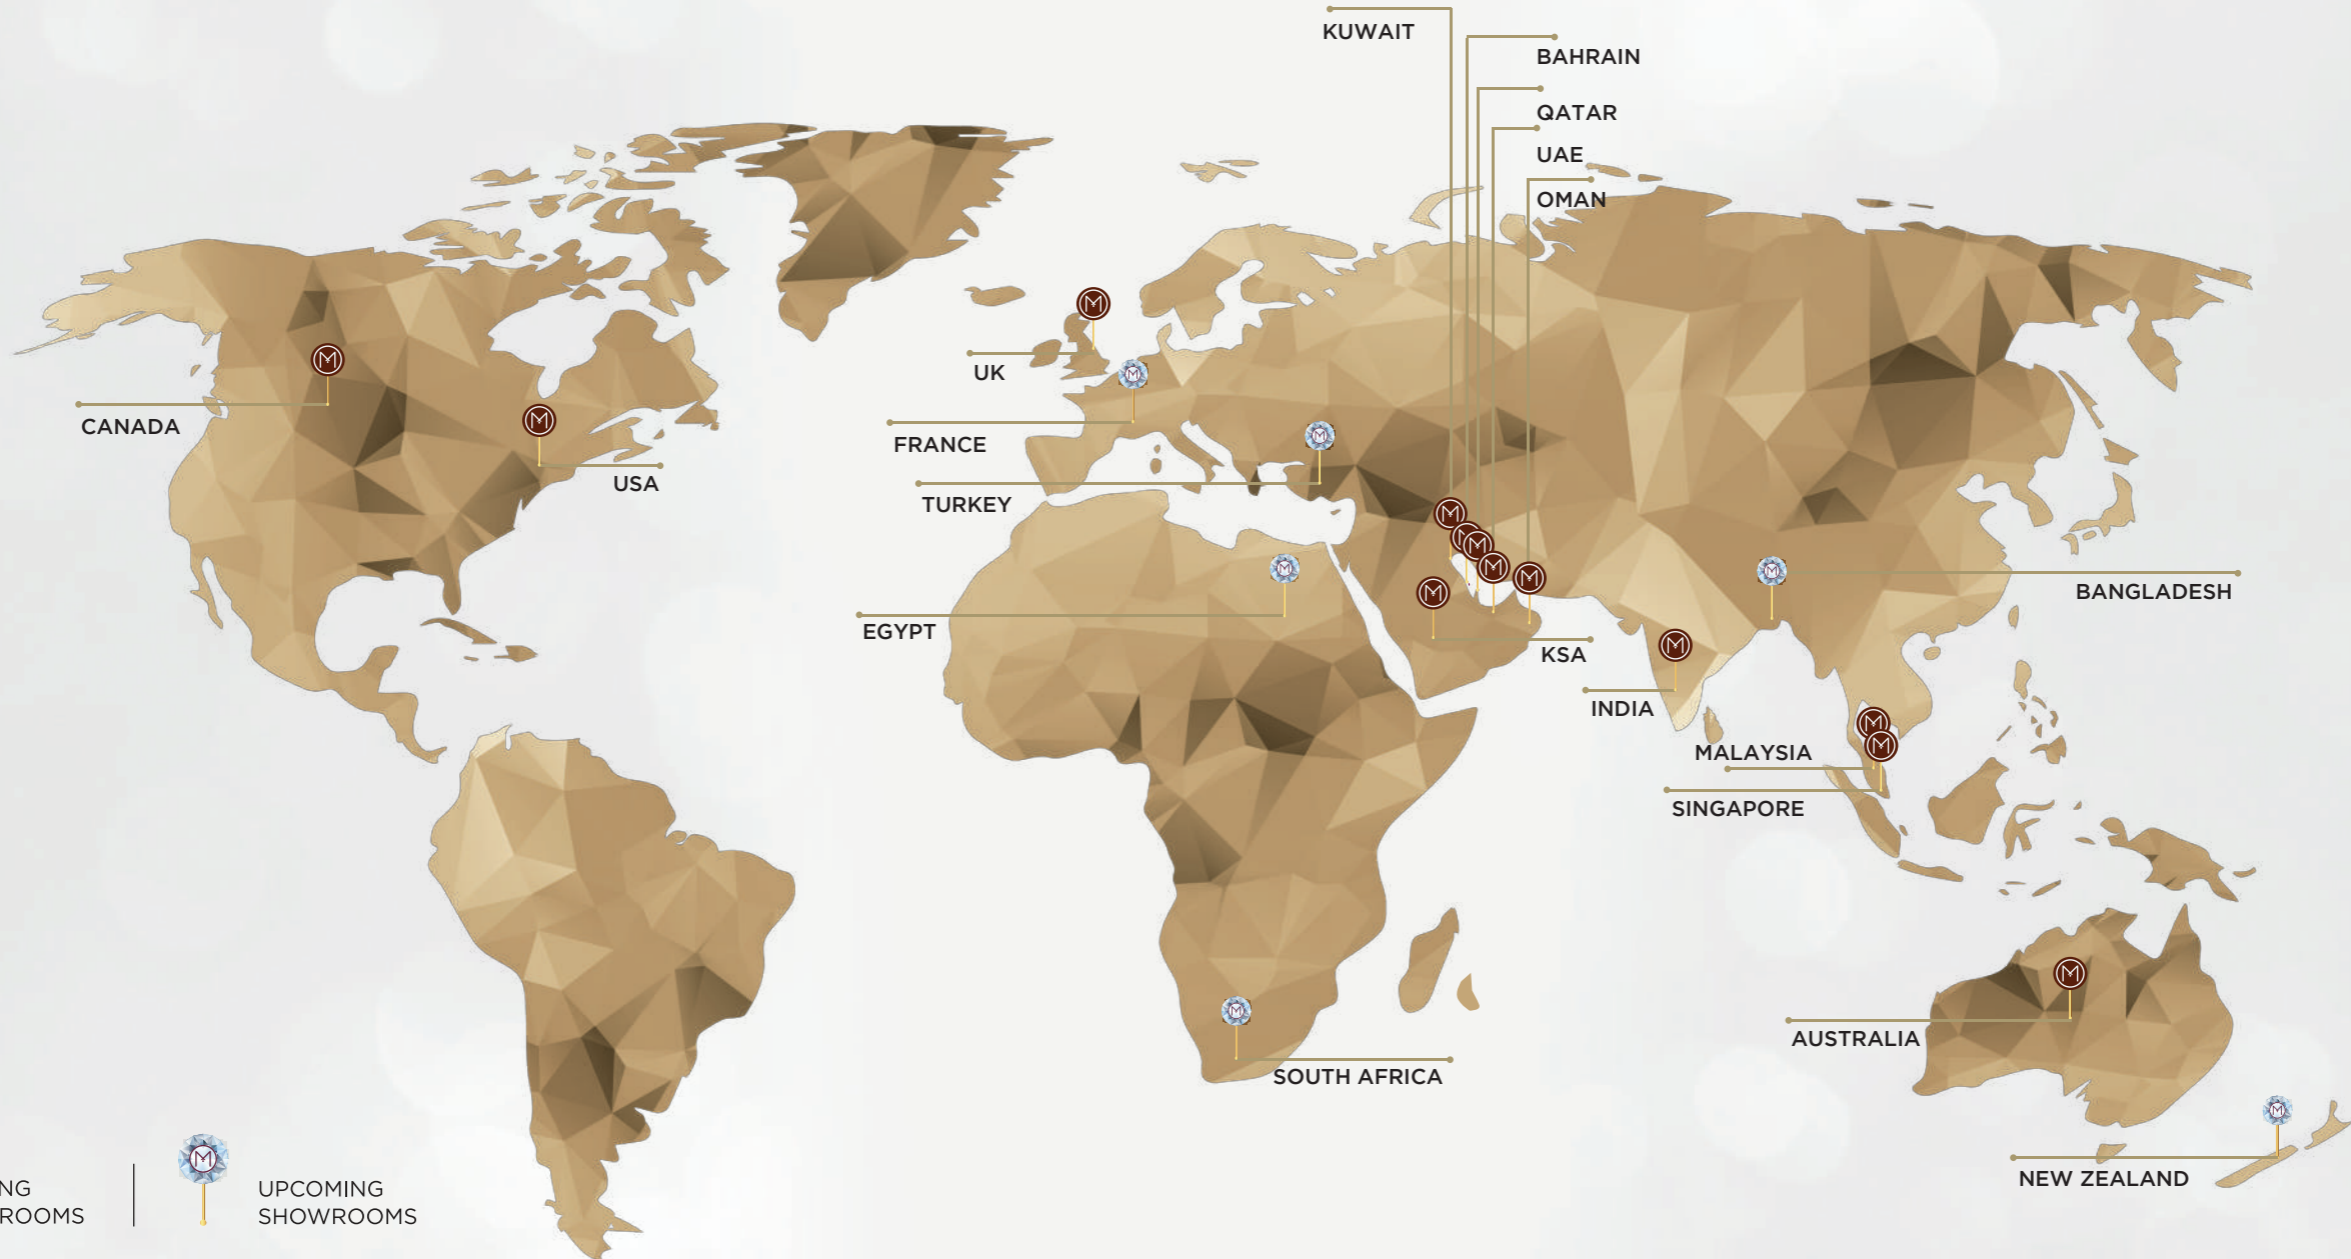 KUWAIT
BAHRAIN
QATAR
UAE
OMAN
UK
CANADA
FRANCE
USA
TURKEY
BANGLADESH
EGYPT
KSA
INDIA
MALAYSIA
SINGAPORE
AUSTRALIA
SOUTH AFRICA
NEW ZEALAND
NG
ROOMS
UPCOMING
SHOWROOMS